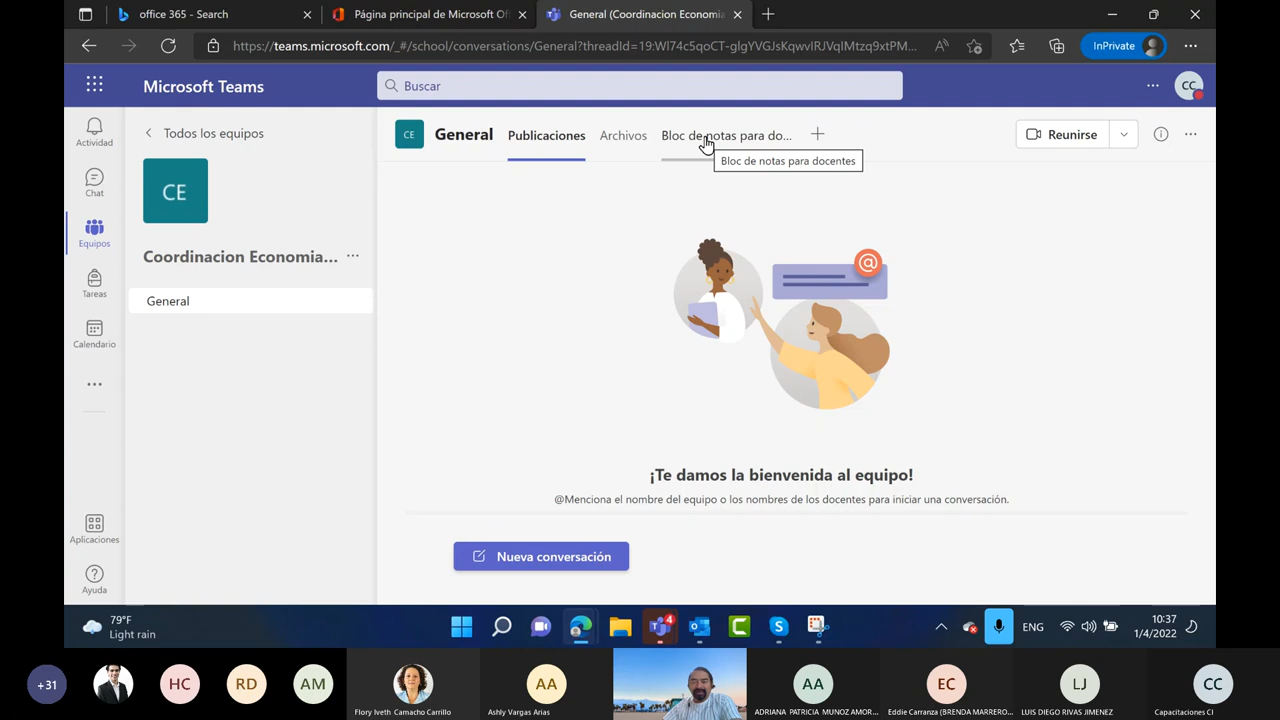 office 365 - Search
Página principal de Microsoft Of
General (Coordinacion Economia
https://teams.microsoft.com/_#/school/conversations/General?threadId=19:Wl74c5qoCT-glgYVGJsKqwvlRJVqIMtzq9xtPM...
InPrivate
Microsoft Teams
Buscar
CC
Actividad
Chat
Equipos
Tareas
Calendario
Aplicaciones
Ayuda
Todos los equipos
CE
Coordinacion Economia...
General
CE
General
Publicaciones
Archivos
Bloc de notas para do...
Reunirse
Bloc de notas para docentes
@
¡Te damos la bienvenida al equipo!
@Menciona el nombre del equipo o los nombres de los docentes para iniciar una conversación.
Nueva conversación
79°F
Light rain
4
ENG
10:37
1/4/2022
+31
HC
RD
AM
Flory Iveth Camacho Carrillo
AA
Ashly Vargas Arias
AA
ADRIANA PATRICIA MUÑOZ AMOR...
EC
Eddie Carranza (BRENDA MARRERO...
LJ
LUIS DIEGO RIVAS JIMENEZ
CC
Capacitaciones CI